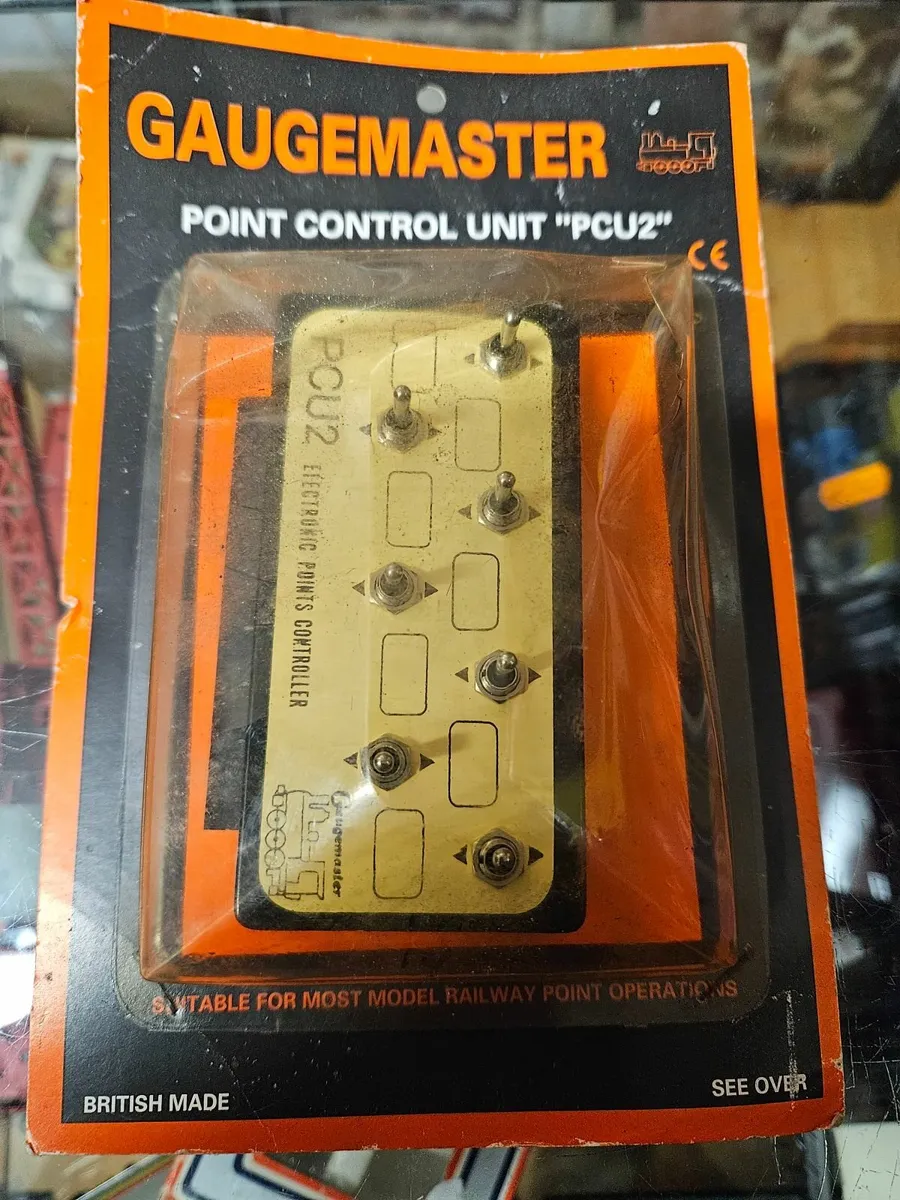 GAUGEMASTER
POINT CONTROL UNIT "PCU2"
CE
PCU2
ELECTRONIC POINTS CONTROLLER
Gaugemaster
SUITABLE FOR MOST MODEL RAILWAY POINT OPERATIONS
BRITISH MADE
SEE OVER